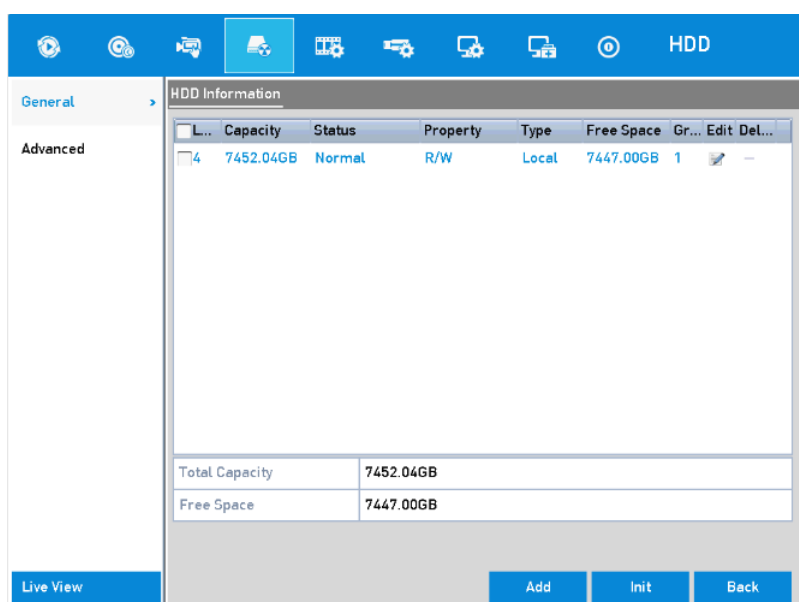 HDD
General >
HDD Information
L... Capacity Status Property Type Free Space Gr... Edit Del...
4 7452.04GB Normal R/W Local 7447.00GB 1 —
Advanced
Total Capacity 7452.04GB
Free Space 7447.00GB
Live View Add Init Back